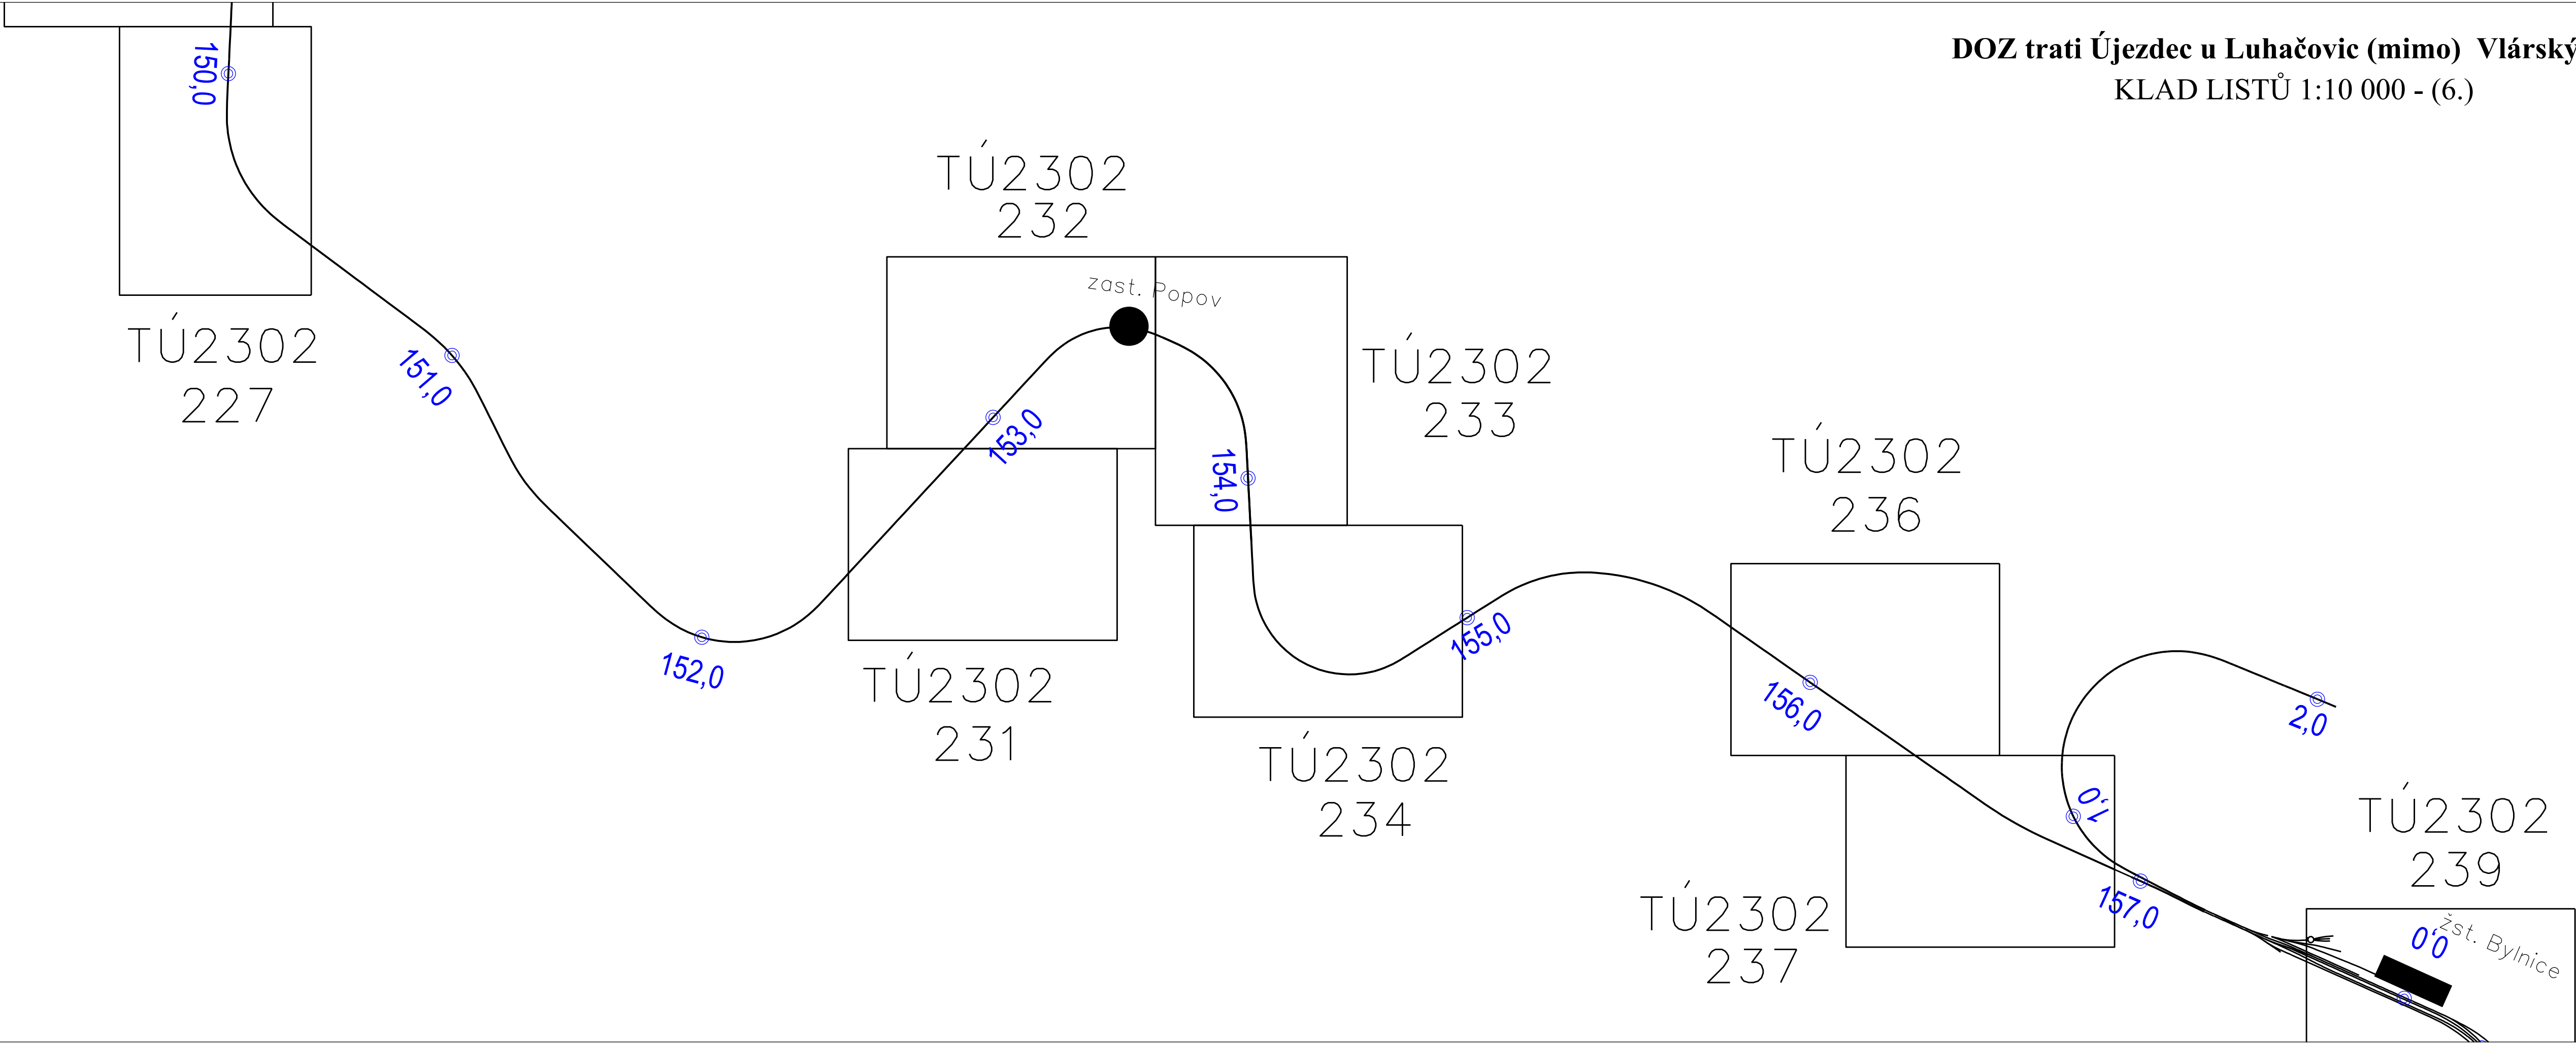 DOZ trati Újezdec u Luhačovic (mimo) Vlárský
KLAD LISTŮ 1:10 000 - (6.)
150,0
TÚ2302
227
151,0
152,0
TÚ2302
232
zast. Popov
153,0
TÚ2302
231
TÚ2302
233
154,0
TÚ2302
234
155,0
TÚ2302
236
156,0
TÚ2302
237
157,0
1,0
2,0
TÚ2302
239
žst. Bylnice
0,0